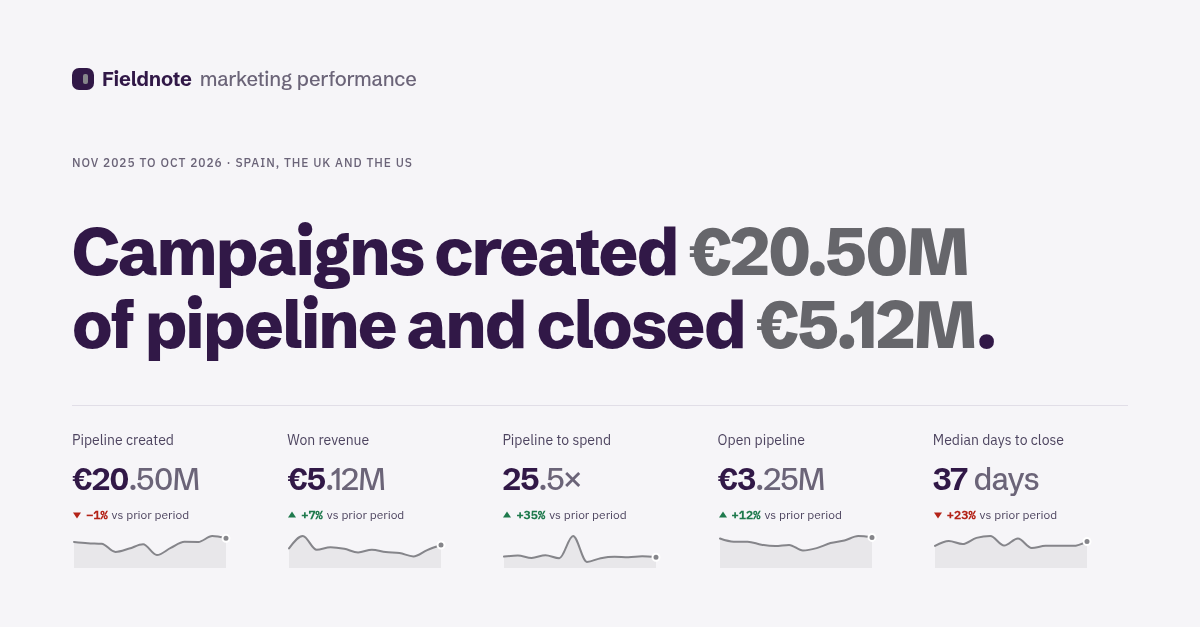 Fieldnote marketing performance
NOV 2025 TO OCT 2026 · SPAIN, THE UK AND THE US
Campaigns created €20.50M
of pipeline and closed €5.12M.
Pipeline created
€20.50M
▼ −1% vs prior period
Won revenue
€5.12M
▲ +7% vs prior period
Pipeline to spend
25.5×
▲ +35% vs prior period
Open pipeline
€3.25M
▲ +12% vs prior period
Median days to close
37 days
▼ +23% vs prior period